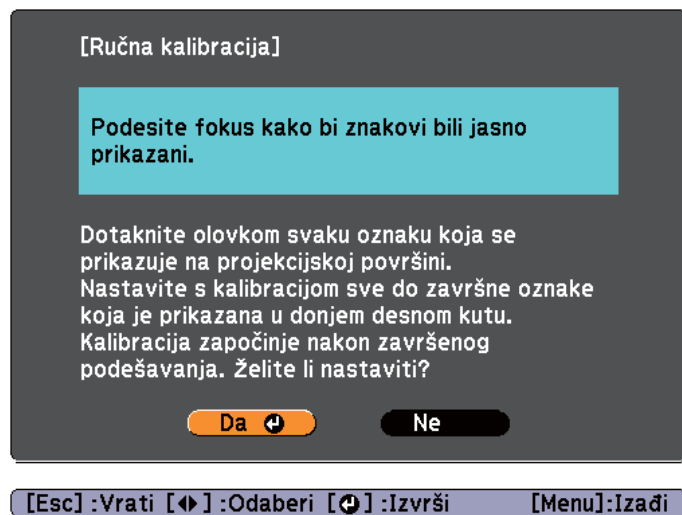 [Ručna kalibracija]
Podesite fokus kako bi znakovi bili jasno
prikazani.
Dotaknite olovkom svaku oznaku koja se
prikazuje na projekcijskoj površini.
Nastavite s kalibracijom sve do završne oznake
koja je prikazana u donjem desnom kutu.
Kalibracija započinje nakon završenog
podešavanja. Želite li nastaviti?
Da Ne
[Esc] :Vrati [◆] :Odaberi [↵] :Izvrši [Menu]:Izađi